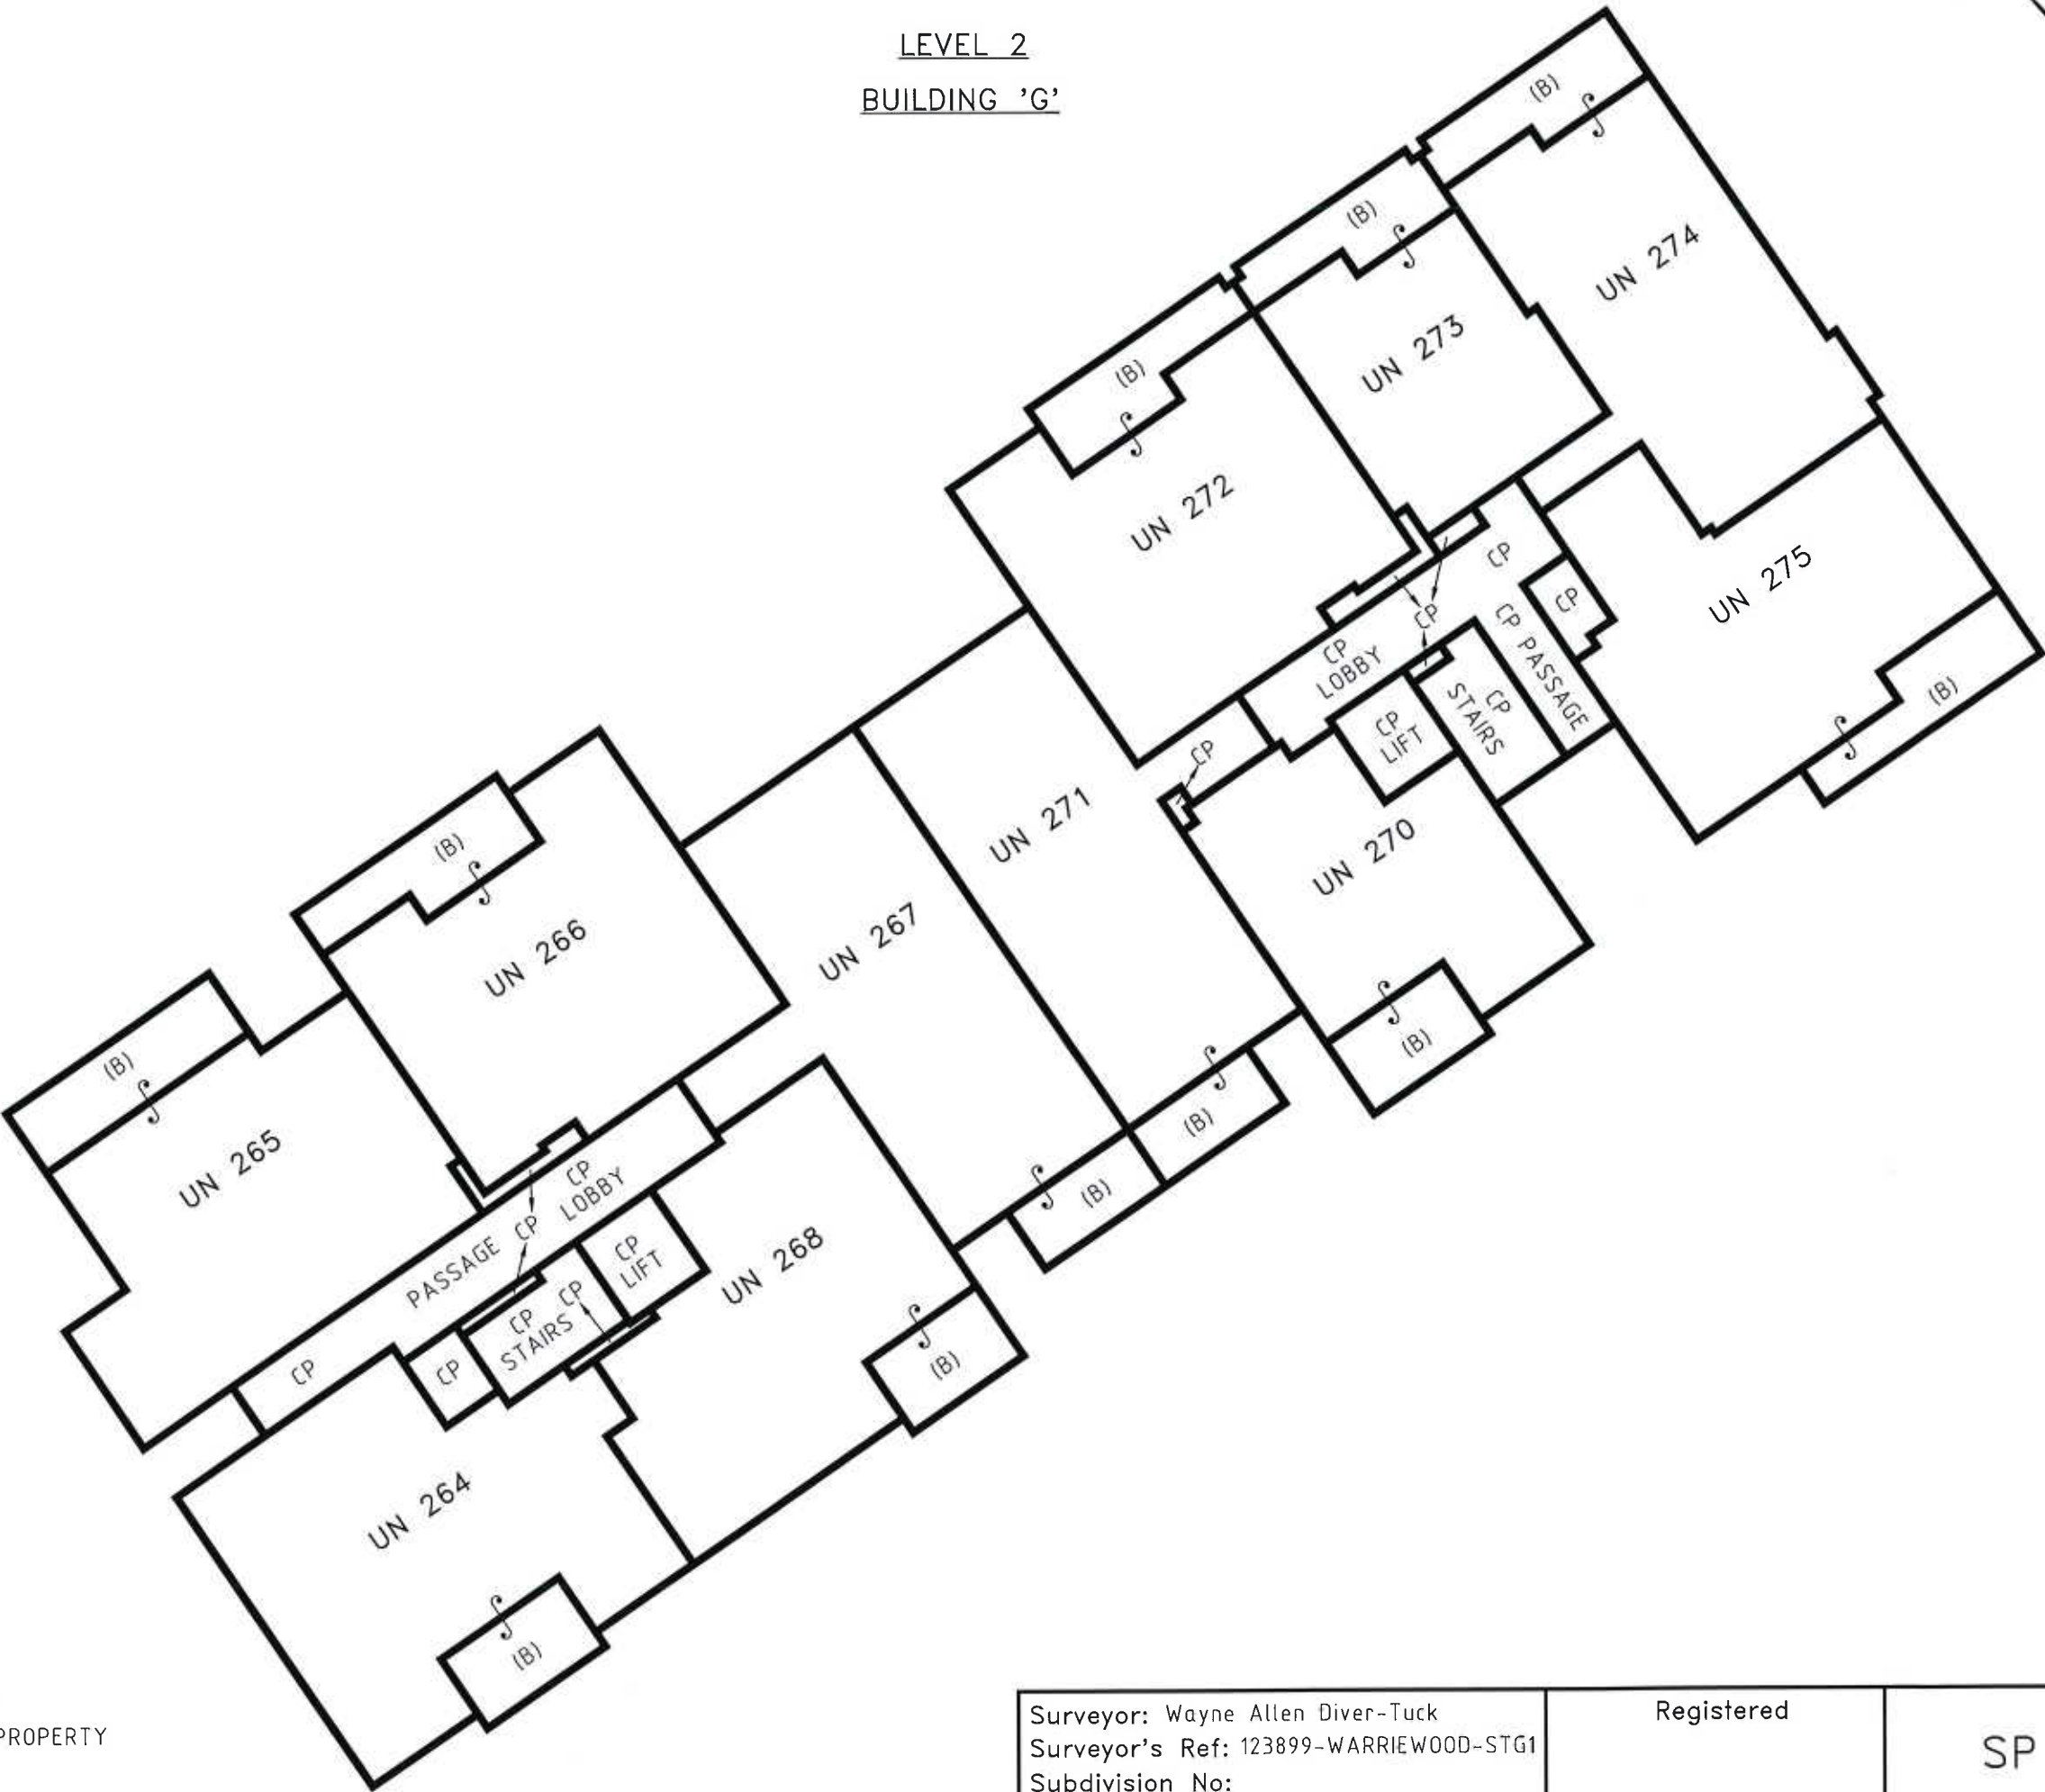 LEVEL 2
BUILDING 'G'
(B)
UN 274
(B)
UN 273
(B)
UN 272
CP
CP
CP
UN 275
(B)
CP
LOBBY
CP PASSAGE
CP
STAIRS
CP
LIFT
CP
UN 271
UN 270
(B)
(B)
UN 267
(B)
(B)
UN 266
(B)
UN 265
CP
LOBBY
PASSAGE
CP
CP
LIFT
UN 268
(B)
CP
CP
STAIRS
CP
CP
UN 264
(B)
PROPERTY
Surveyor: Wayne Allen Diver-Tuck
Surveyor's Ref: 123899-WARRIEWOOD-STG1
Subdivision No:
Registered
SP